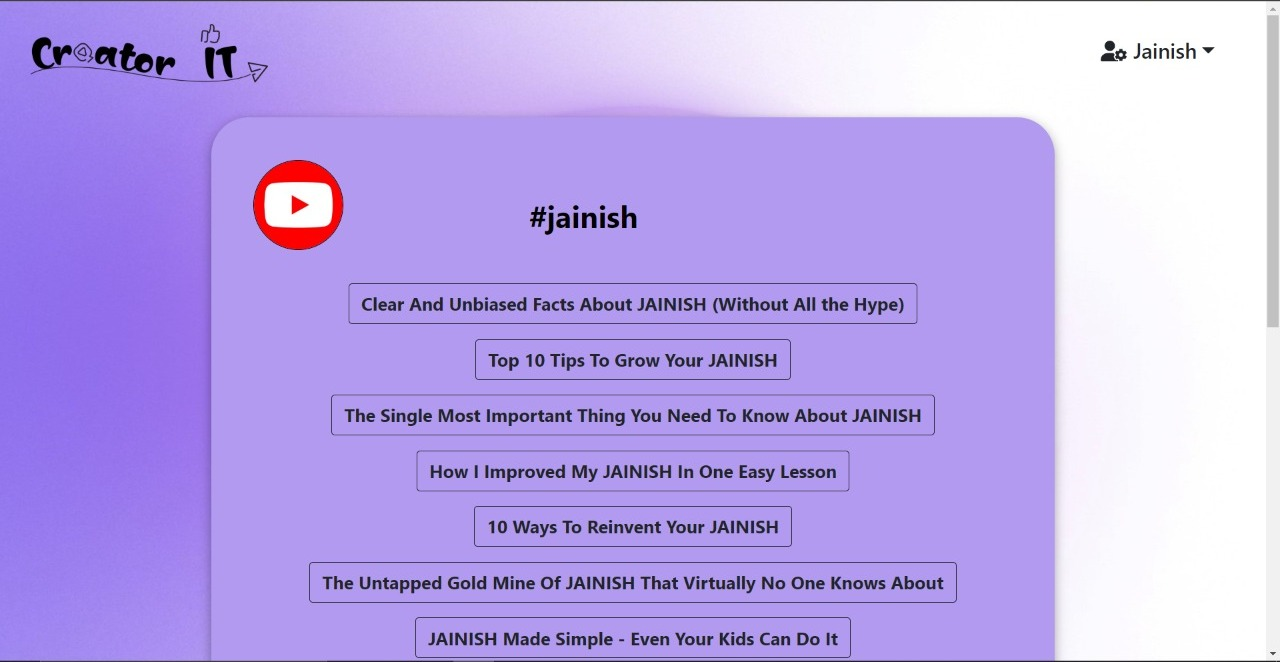 Creator IT
Jainish
#jainish
Clear And Unbiased Facts About JAINISH (Without All the Hype)
Top 10 Tips To Grow Your JAINISH
The Single Most Important Thing You Need To Know About JAINISH
How I Improved My JAINISH In One Easy Lesson
10 Ways To Reinvent Your JAINISH
The Untapped Gold Mine Of JAINISH That Virtually No One Knows About
JAINISH Made Simple - Even Your Kids Can Do It